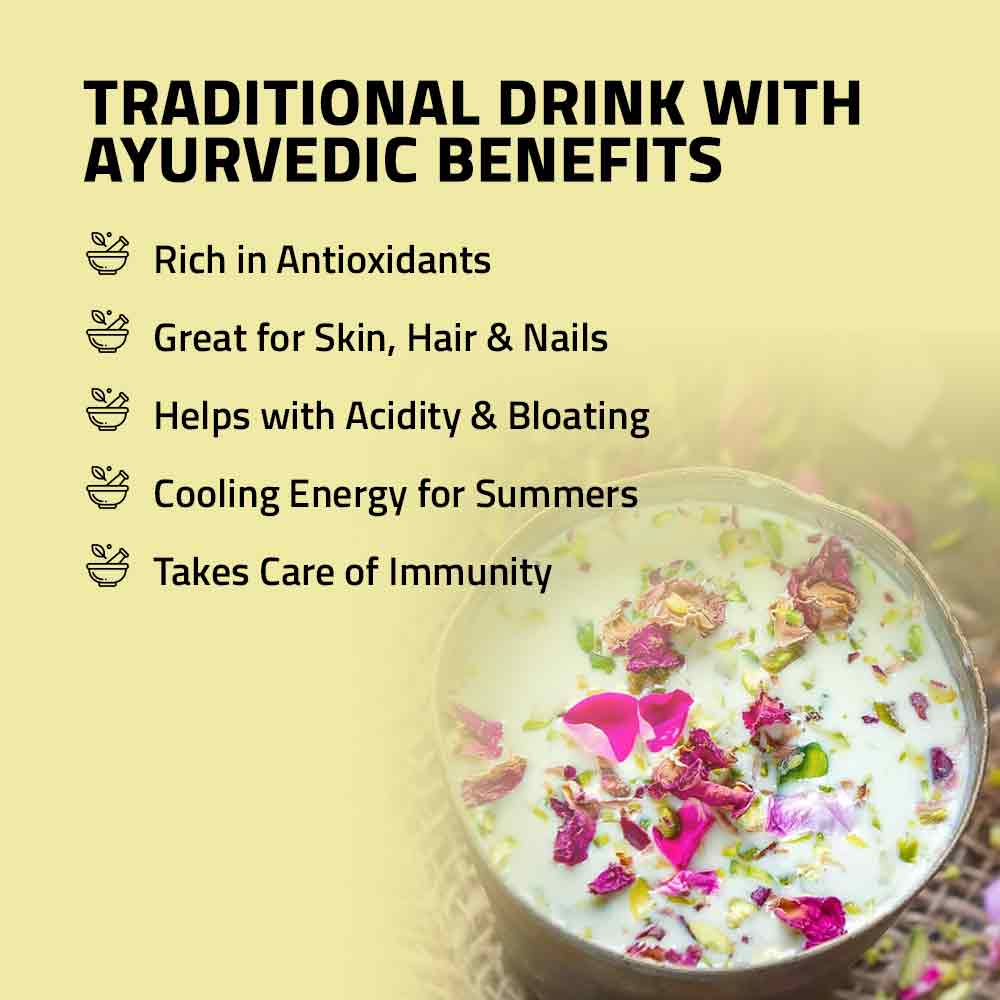 TRADITIONAL DRINK WITH
AYURVEDIC BENEFITS
Rich in Antioxidants
Great for Skin, Hair & Nails
Helps with Acidity & Bloating
Cooling Energy for Summers
Takes Care of Immunity